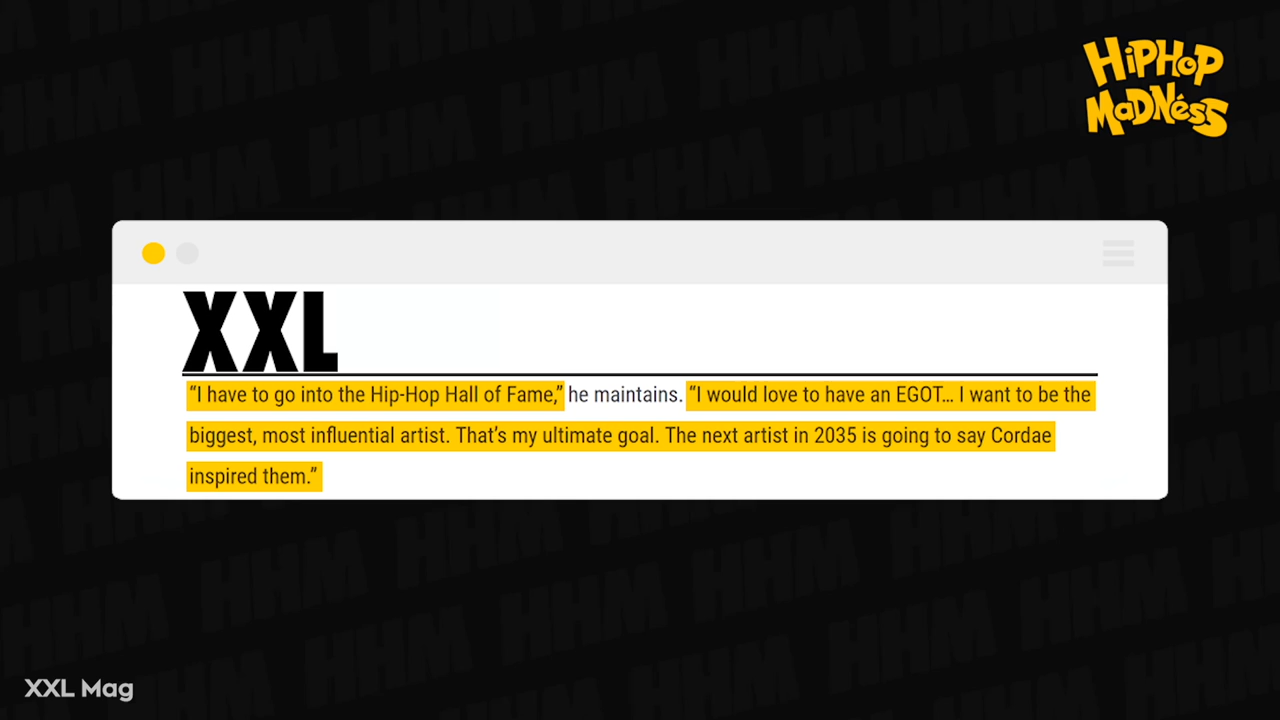 HiPHoP
MaDNéSS
XXL
“I have to go into the Hip-Hop Hall of Fame,” he maintains. “I would love to have an EGOT… I want to be the
biggest, most influential artist. That’s my ultimate goal. The next artist in 2035 is going to say Cordae
inspired them.”
XXL Mag